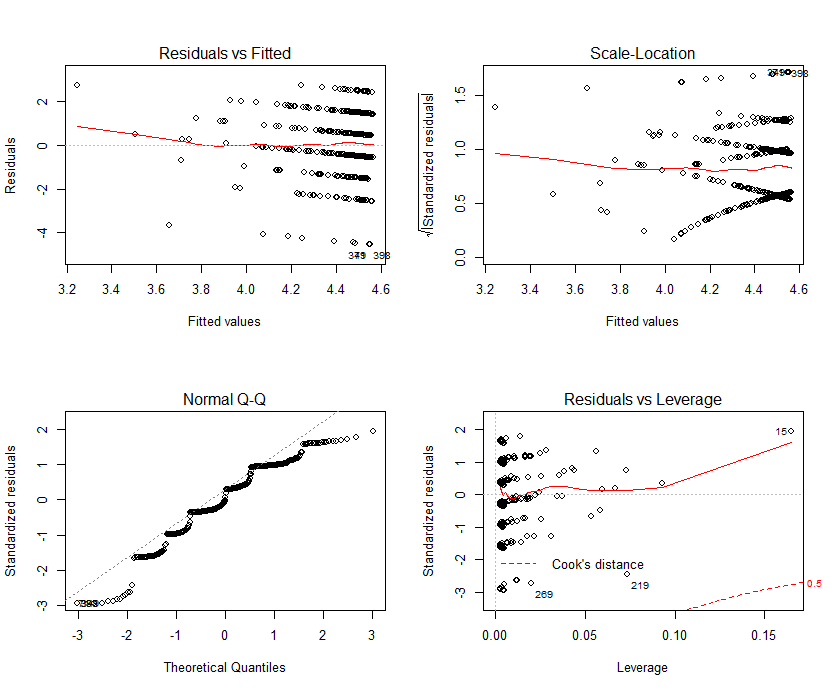 Residuals vs Fitted
Residuals
2
0
-2
-4
398
3.2 3.4 3.6 3.8 4.0 4.2 4.4 4.6
Fitted values
Scale-Location
√|Standardized residuals|
1.5
1.0
0.5
0.0
398
3.2 3.4 3.6 3.8 4.0 4.2 4.4 4.6
Fitted values
Normal Q-Q
Standardized residuals
2
1
0
-1
-2
-3
-3 -2 -1 0 1 2 3
Theoretical Quantiles
Residuals vs Leverage
Standardized residuals
2
1
0
-1
-2
-3
15
Cook's distance
219
269
0.5
0.00 0.05 0.10 0.15
Leverage